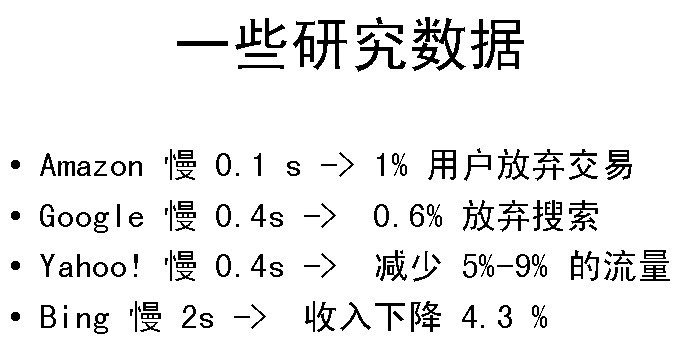 一些研究数据
• Amazon 慢 0.1 s -> 1% 用户放弃交易
• Google 慢 0.4s -> 0.6% 放弃搜索
• Yahoo! 慢 0.4s -> 减少 5%-9% 的流量
• Bing 慢 2s -> 收入下降 4.3 %